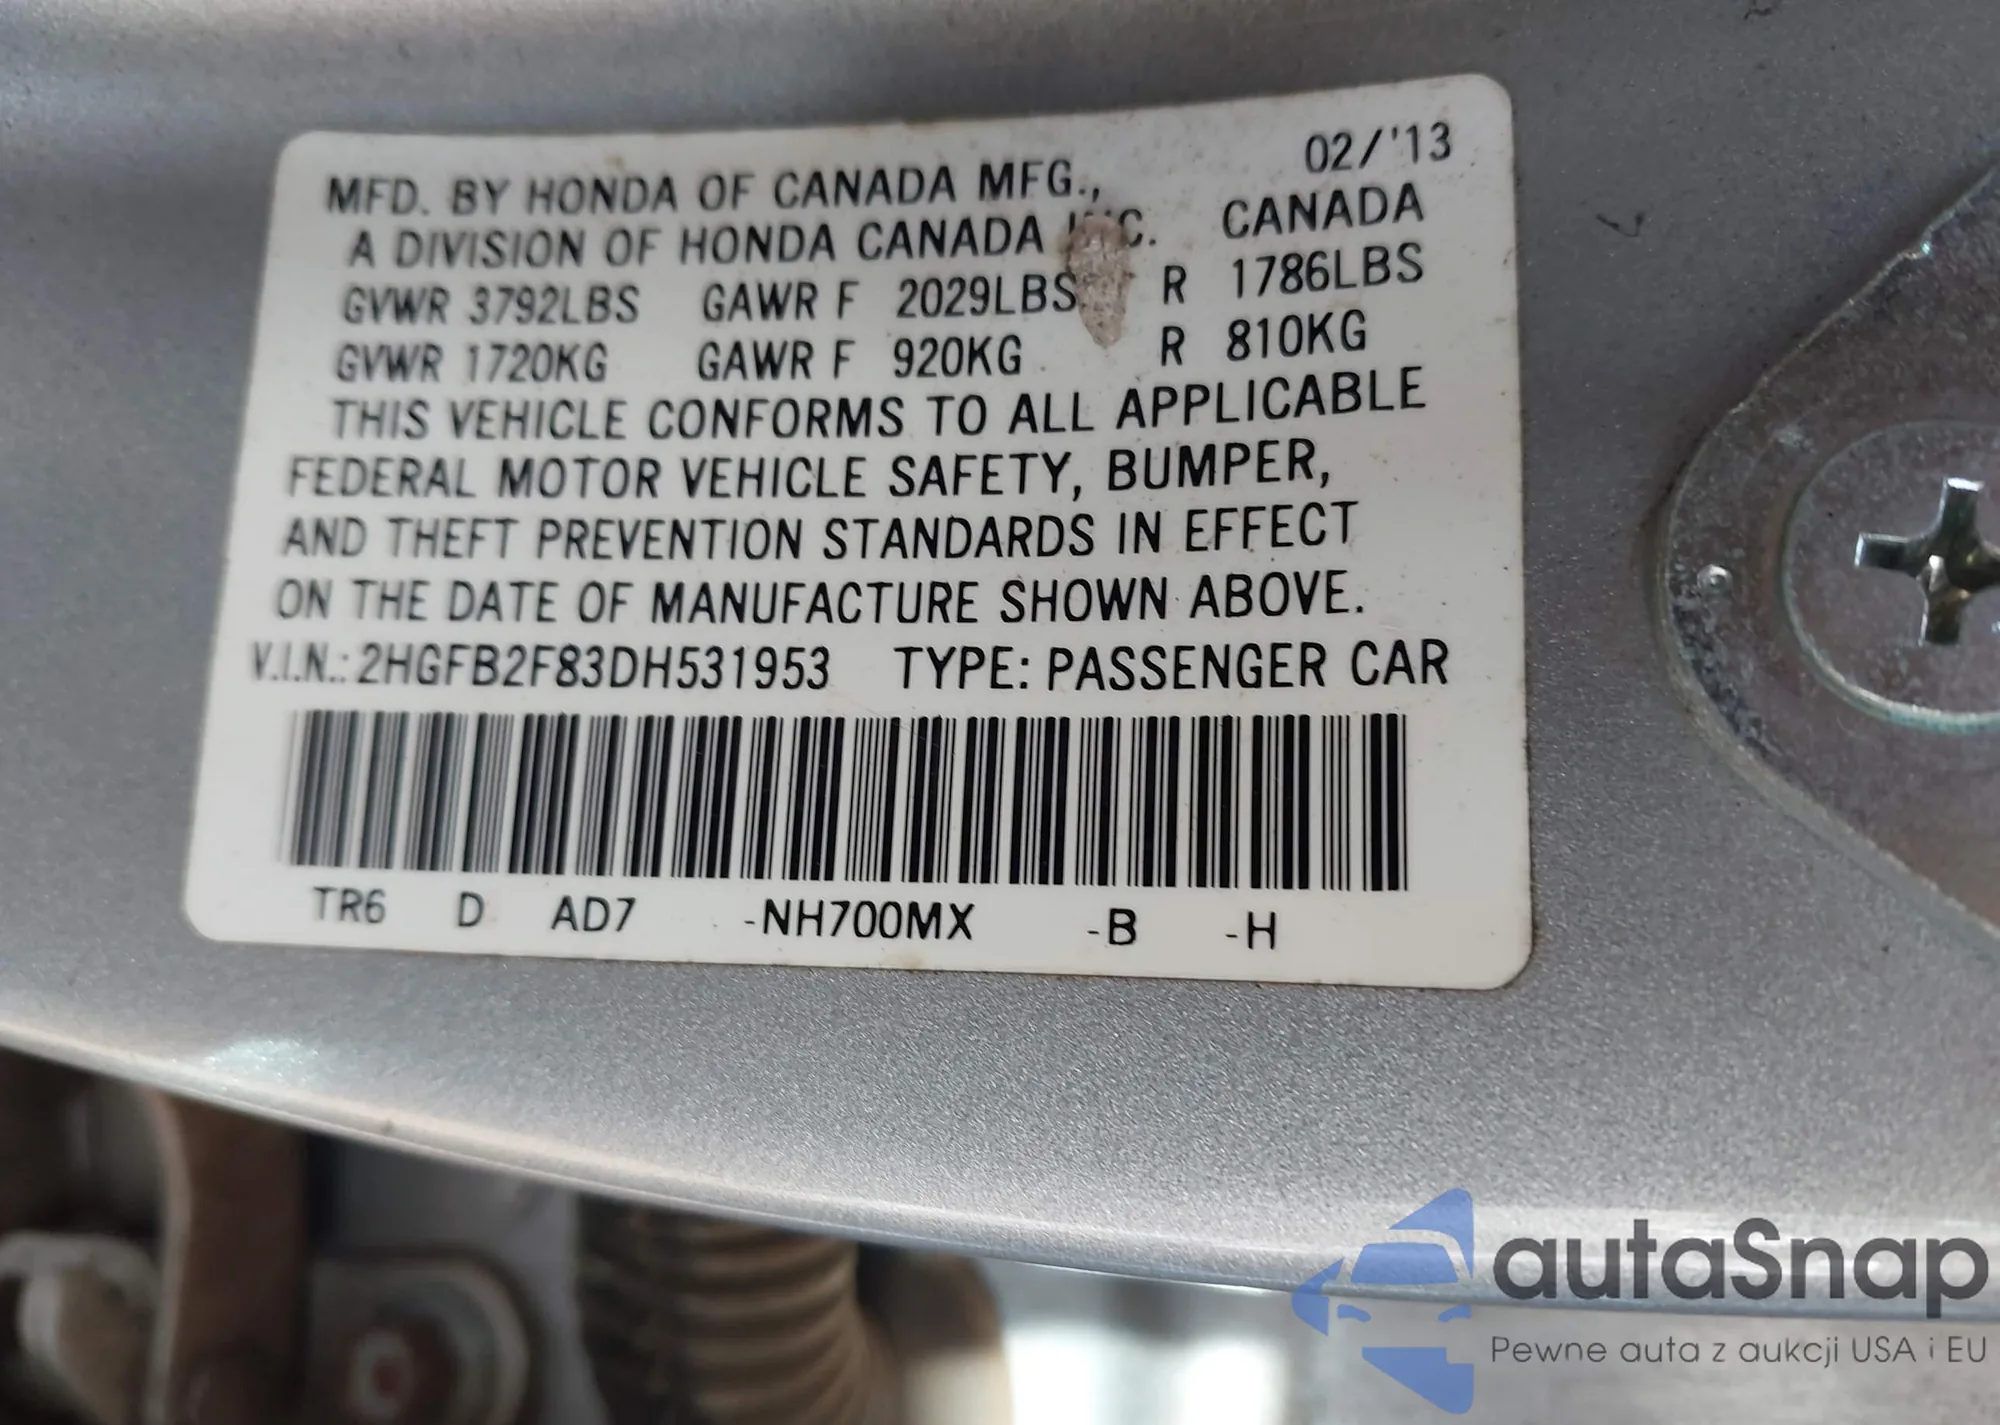 02/'13
MFD. BY HONDA OF CANADA MFG.,
A DIVISION OF HONDA CANADA INC. CANADA
GVWR 3792LBS GAWR F 2029LBS R 1786LBS
GVWR 1720KG GAWR F 920KG R 810KG
THIS VEHICLE CONFORMS TO ALL APPLICABLE
FEDERAL MOTOR VEHICLE SAFETY, BUMPER,
AND THEFT PREVENTION STANDARDS IN EFFECT
ON THE DATE OF MANUFACTURE SHOWN ABOVE.
V.I.N.: 2HGFB2F83DH531953 TYPE: PASSENGER CAR
TR6 D AD7 -NH700MX -B -H
autaSnap
Pewne auta z aukcji USA i EU